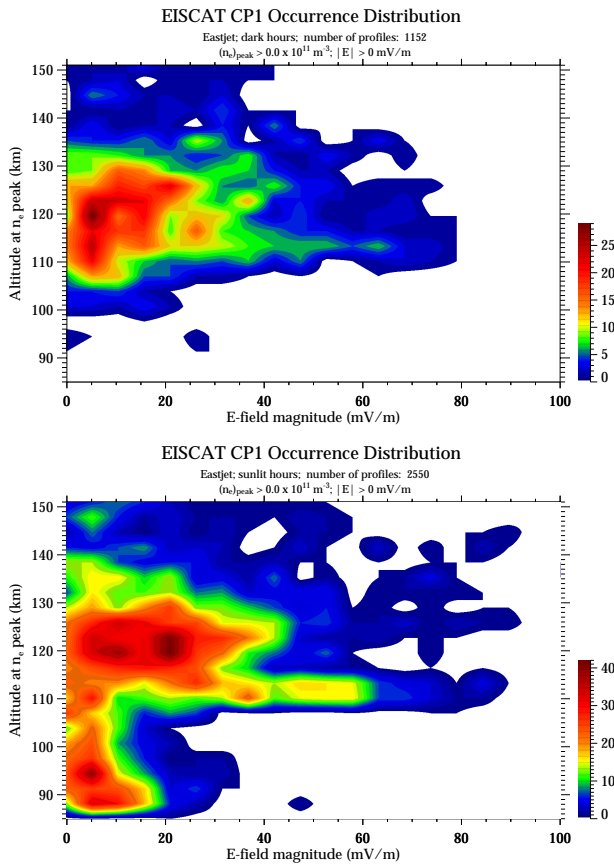 EISCAT CP1 Occurrence Distribution
Eastjet; dark hours; number of profiles: 1152
(nₑ)peak > 0.0 x 10¹¹ m⁻³; |E| > 0 mV/m
Altitude at nₑ peak (km)
150
140
130
120
110
100
90
0 20 40 60 80 100
E-field magnitude (mV/m)
25
20
15
10
5
0
EISCAT CP1 Occurrence Distribution
Eastjet; sunlit hours; number of profiles: 2550
(nₑ)peak > 0.0 x 10¹¹ m⁻³; |E| > 0 mV/m
Altitude at nₑ peak (km)
150
140
130
120
110
100
90
0 20 40 60 80 100
E-field magnitude (mV/m)
40
30
20
10
0